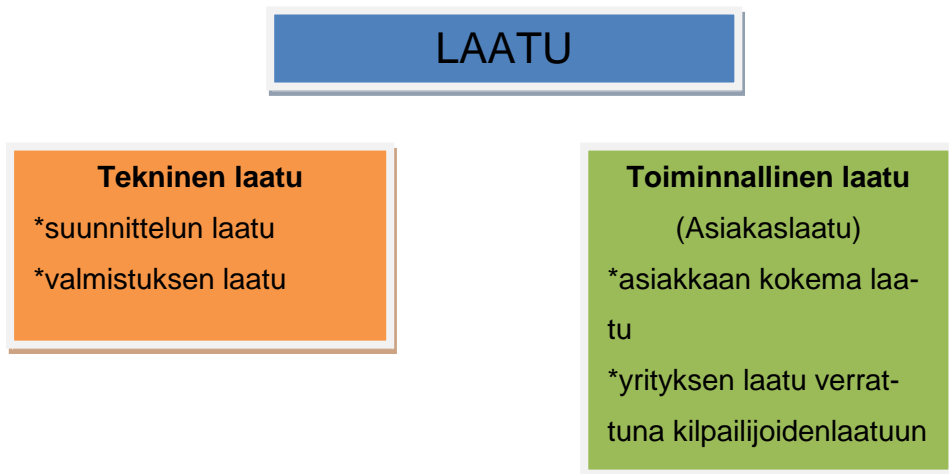 LAATU
Tekninen laatu
*suunnittelun laatu
*valmistuksen laatu
Toiminnallinen laatu
(Asiakaslaatu)
*asiakkaan kokema laa-
tu
*yrityksen laatu verrat-
tuna kilpailijoidenlaatuun